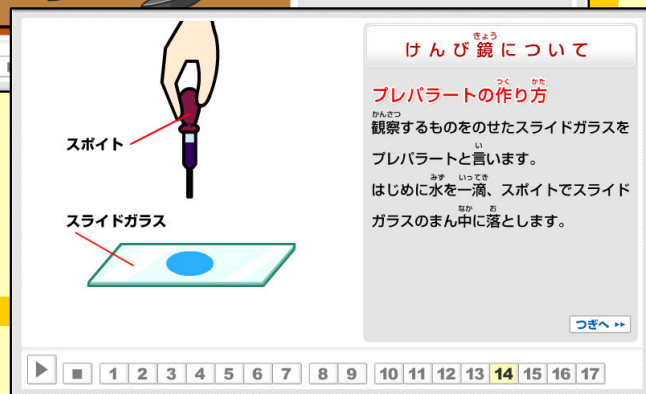 けんび鏡について
プレパラートの作り方
観察するものをのせたスライドガラスを
プレパラートと言います。
はじめに水を一滴、スポイトでスライド
ガラスのまん中に落とします。
スポイト
スライドガラス
つぎへ
1 2 3 4 5 6 7 8 9 10 11 12 13 14 15 16 17